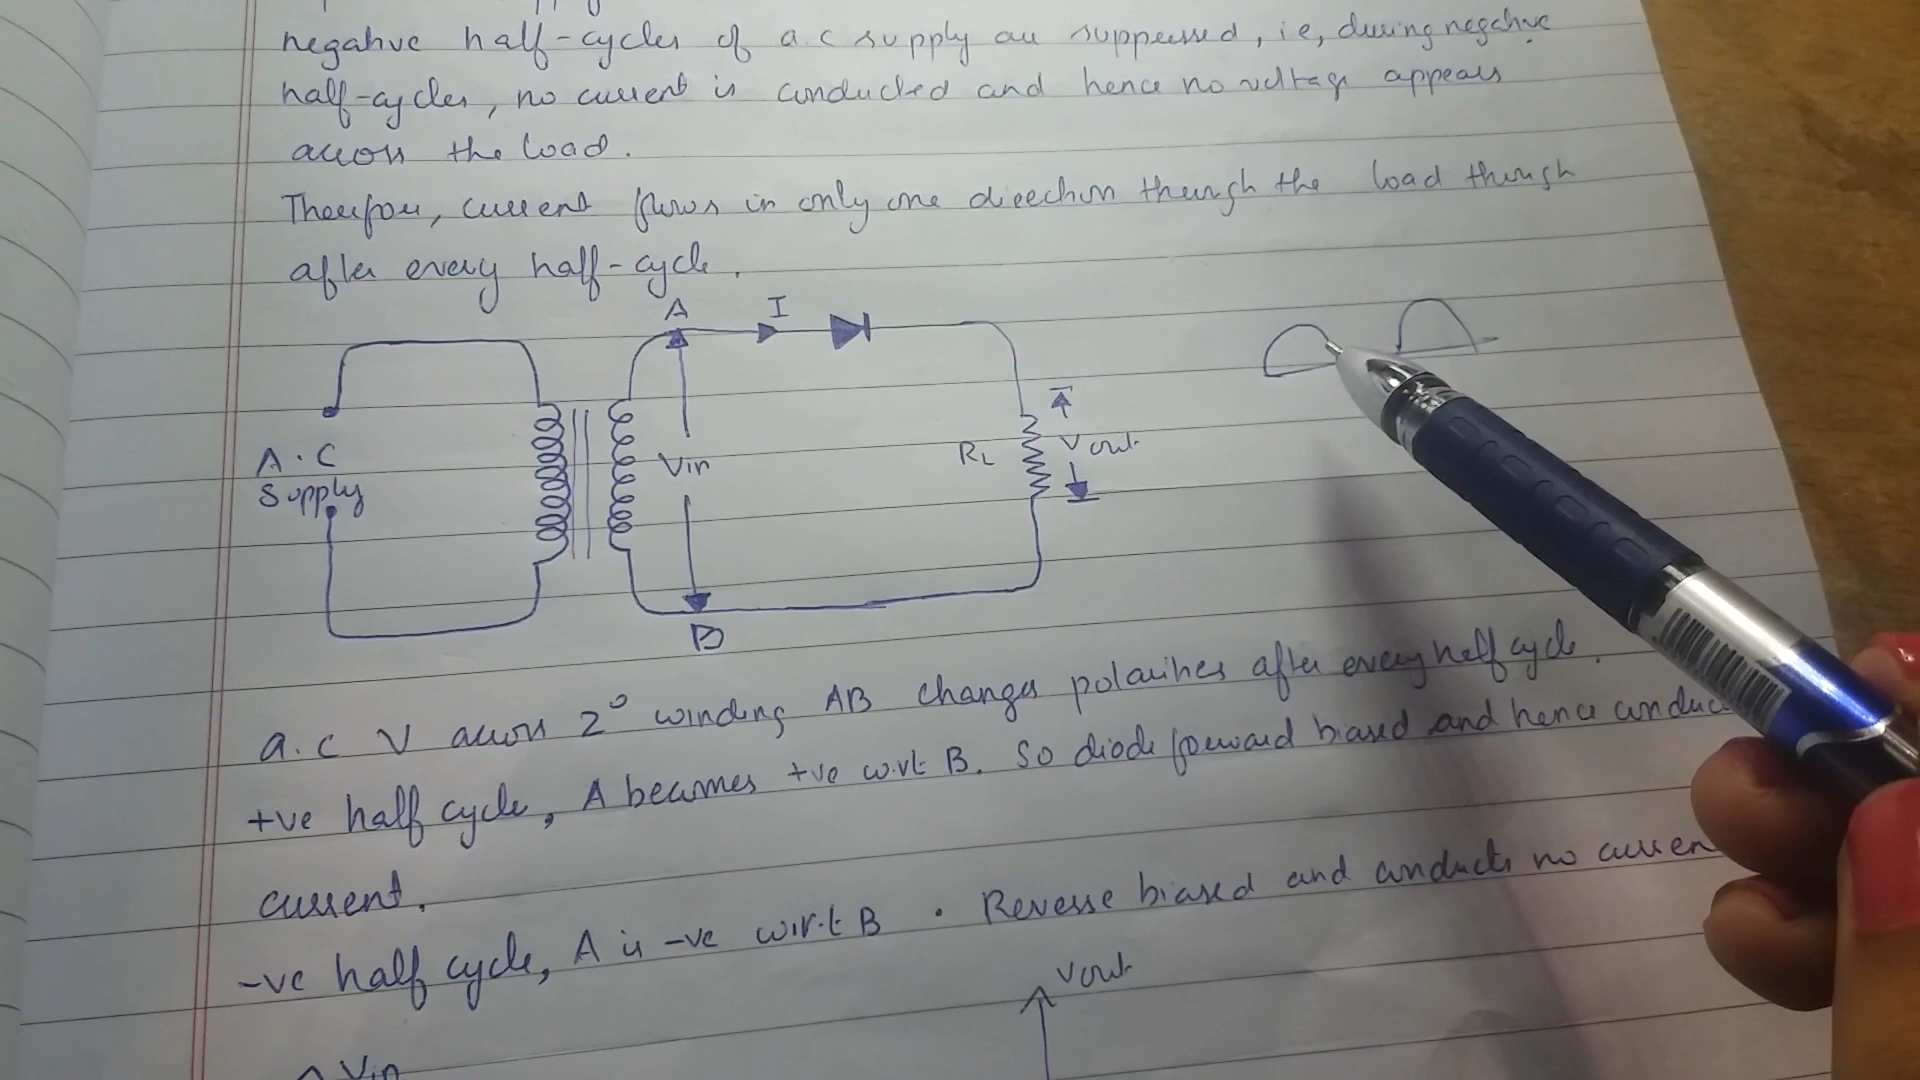 negative half-cycles of a.c supply are suppressed, ie, during negative
half-cycles, no current is conducted and hence no voltage appears
across the load.
Therefore, current flows in only one direction through the load though
after every half-cycle.
A
I
A.C
Supply
Vin
RL
Vout
B
a.c V across 2° winding AB changes polarities after every half cycle.
+ve half cycle, A becomes +ve w.r.t B. So diode forward biased and hence
current.
-ve half cycle, A is -ve w.r.t B. Reverse biased and conducts no
Vout
Vin